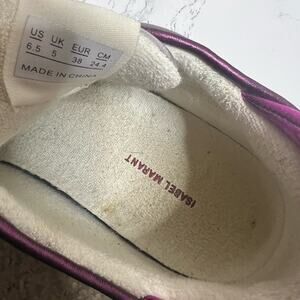 US UK EUR CM
6.5 5 38 24.4
MADE IN CHINA
ISABEL MARANT